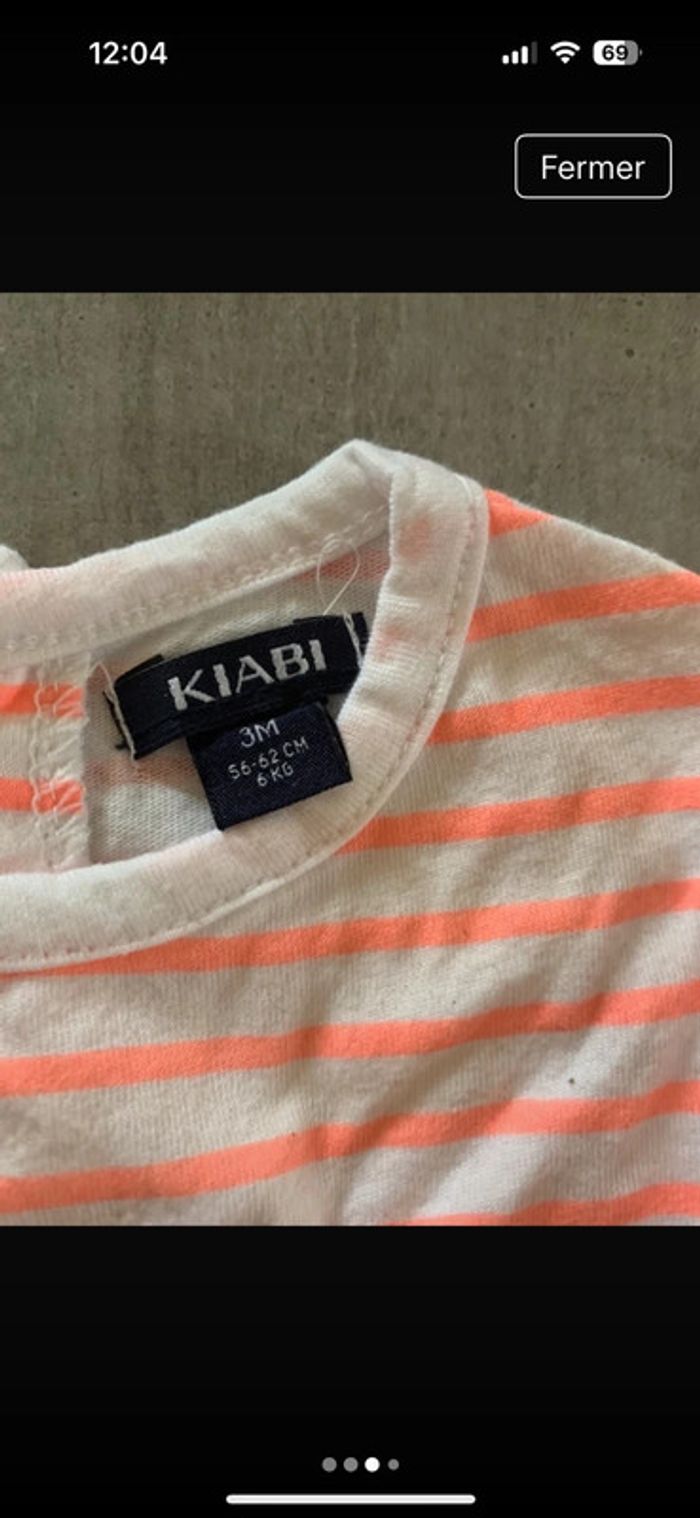 12:04
69
Fermer
KIABI
3M
56-62 CM
6 KG